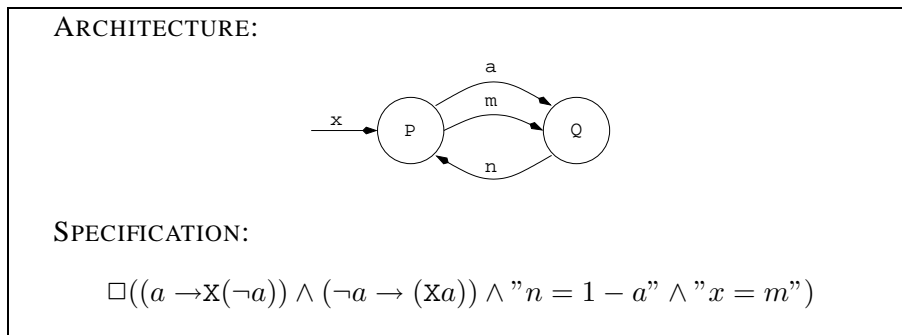 ARCHITECTURE:
a
m
x
P
Q
n
SPECIFICATION:
□((a →X(¬a)) ∧ (¬a → (Xa)) ∧ ”n = 1 − a” ∧ ”x = m”)